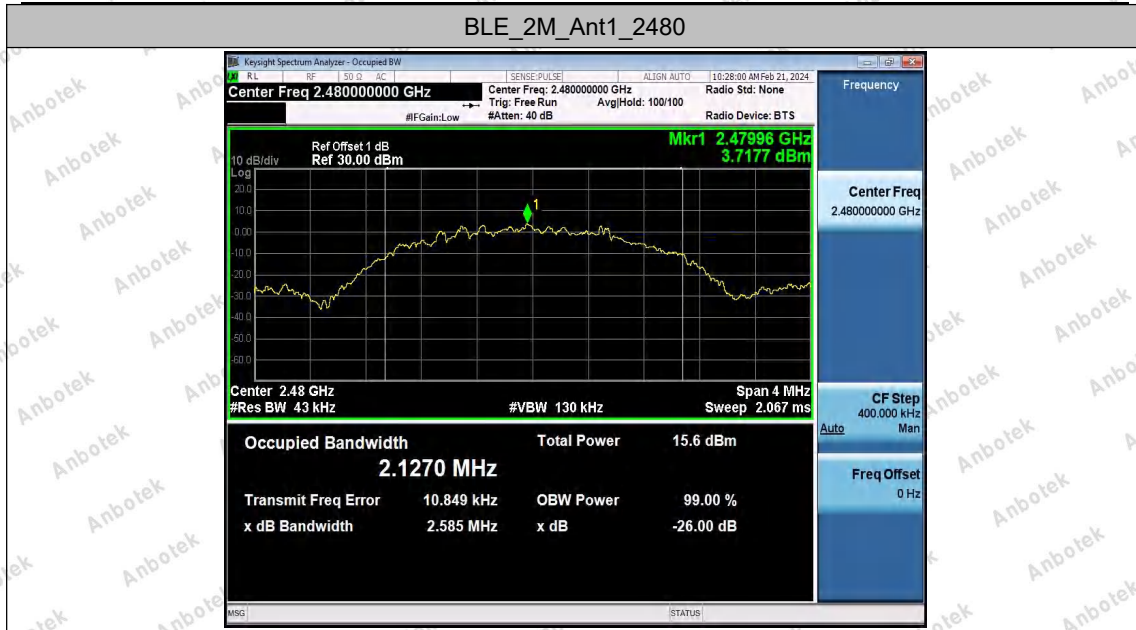 BLE_2M_Ant1_2480
Keysight Spectrum Analyzer - Occupied BW
LXI RL RF 50 Ω AC SENSE:PULSE ALIGN AUTO 10:28:00 AM Feb 21, 2024
Center Freq 2.480000000 GHz Center Freq: 2.480000000 GHz Radio Std: None
Trig: Free Run Avg|Hold: 100/100
#IFGain:Low #Atten: 40 dB Radio Device: BTS
Frequency
Mkr1 2.47996 GHz
3.7177 dBm
Ref Offset 1 dB
10 dB/div Ref 30.00 dBm
Log
20.0
10.0
0.00
-10.0
-20.0
-30.0
-40.0
-50.0
-60.0
1
Center Freq
2.480000000 GHz
Center 2.48 GHz Span 4 MHz
#Res BW 43 kHz #VBW 130 kHz Sweep 2.067 ms
CF Step
400.000 kHz
Auto Man
Occupied Bandwidth Total Power 15.6 dBm
2.1270 MHz
Transmit Freq Error 10.849 kHz OBW Power 99.00 %
x dB Bandwidth 2.585 MHz x dB -26.00 dB
Freq Offset
0 Hz
MSG STATUS
Anbotek